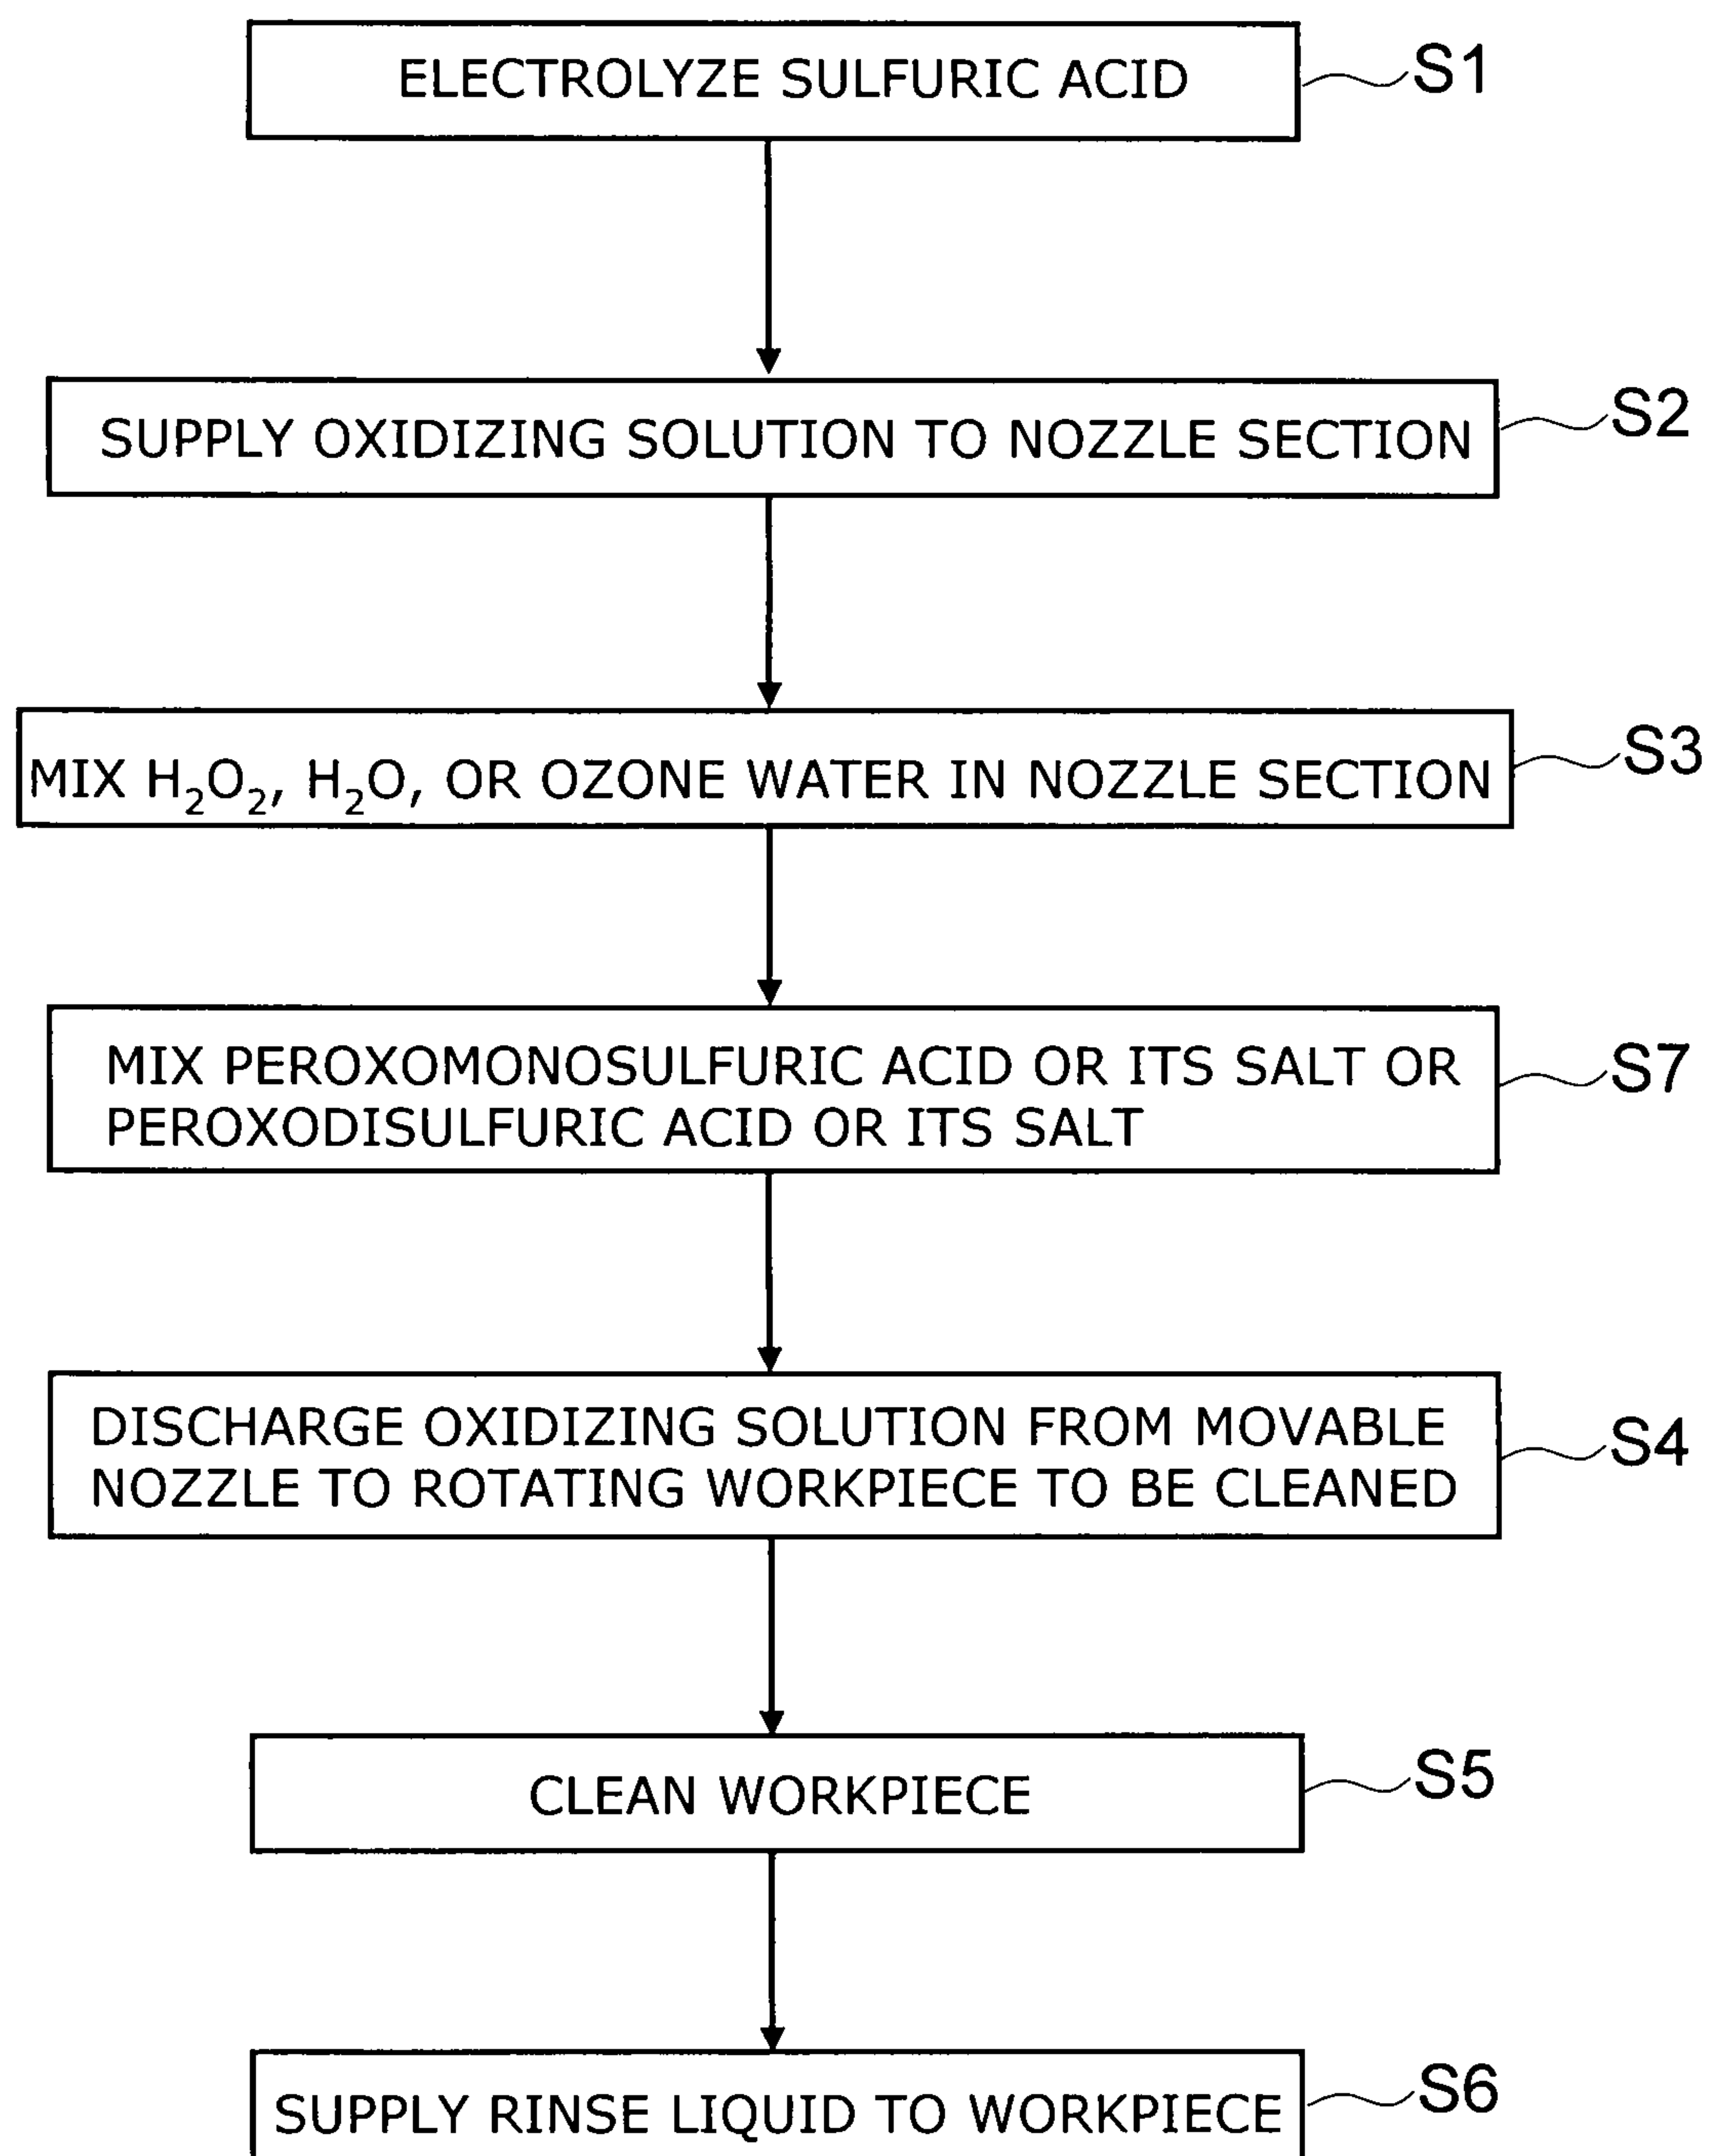 ELECTROLYZE SULFURIC ACID
S1
SUPPLY OXIDIZING SOLUTION TO NOZZLE SECTION
S2
MIX H₂O₂, H₂O, OR OZONE WATER IN NOZZLE SECTION
S3
MIX PEROXOMONOSULFURIC ACID OR ITS SALT OR
PEROXODISULFURIC ACID OR ITS SALT
S7
DISCHARGE OXIDIZING SOLUTION FROM MOVABLE
NOZZLE TO ROTATING WORKPIECE TO BE CLEANED
S4
CLEAN WORKPIECE
S5
SUPPLY RINSE LIQUID TO WORKPIECE
S6